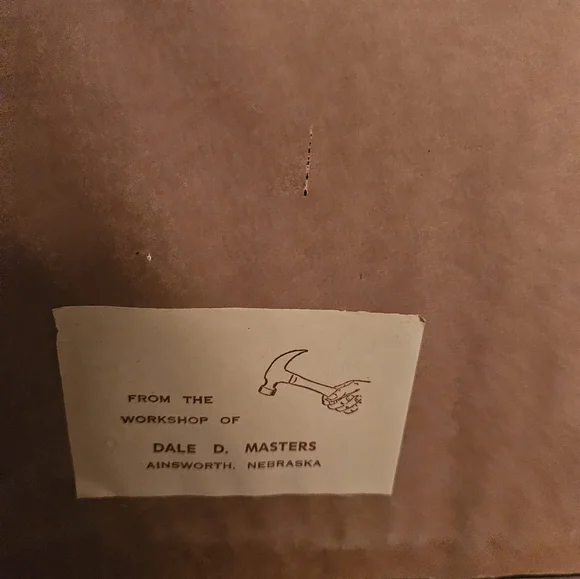 FROM THE
WORKSHOP OF
DALE D. MASTERS
AINSWORTH, NEBRASKA